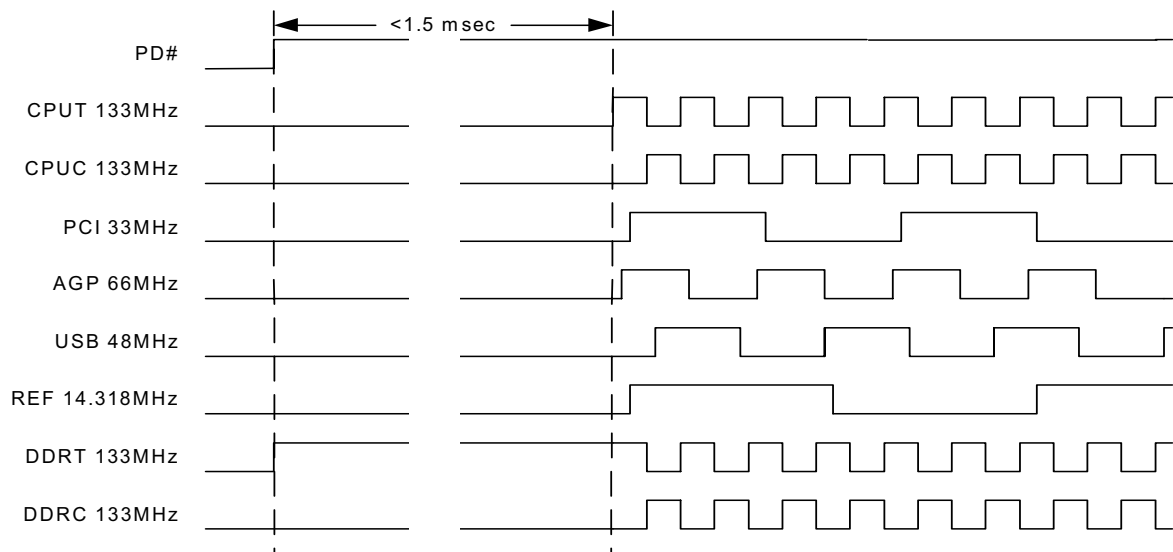 <1.5 msec
PD#
CPUT 133MHz
CPUC 133MHz
PCI 33MHz
AGP 66MHz
USB 48MHz
REF 14.318MHz
DDRT 133MHz
DDRC 133MHz